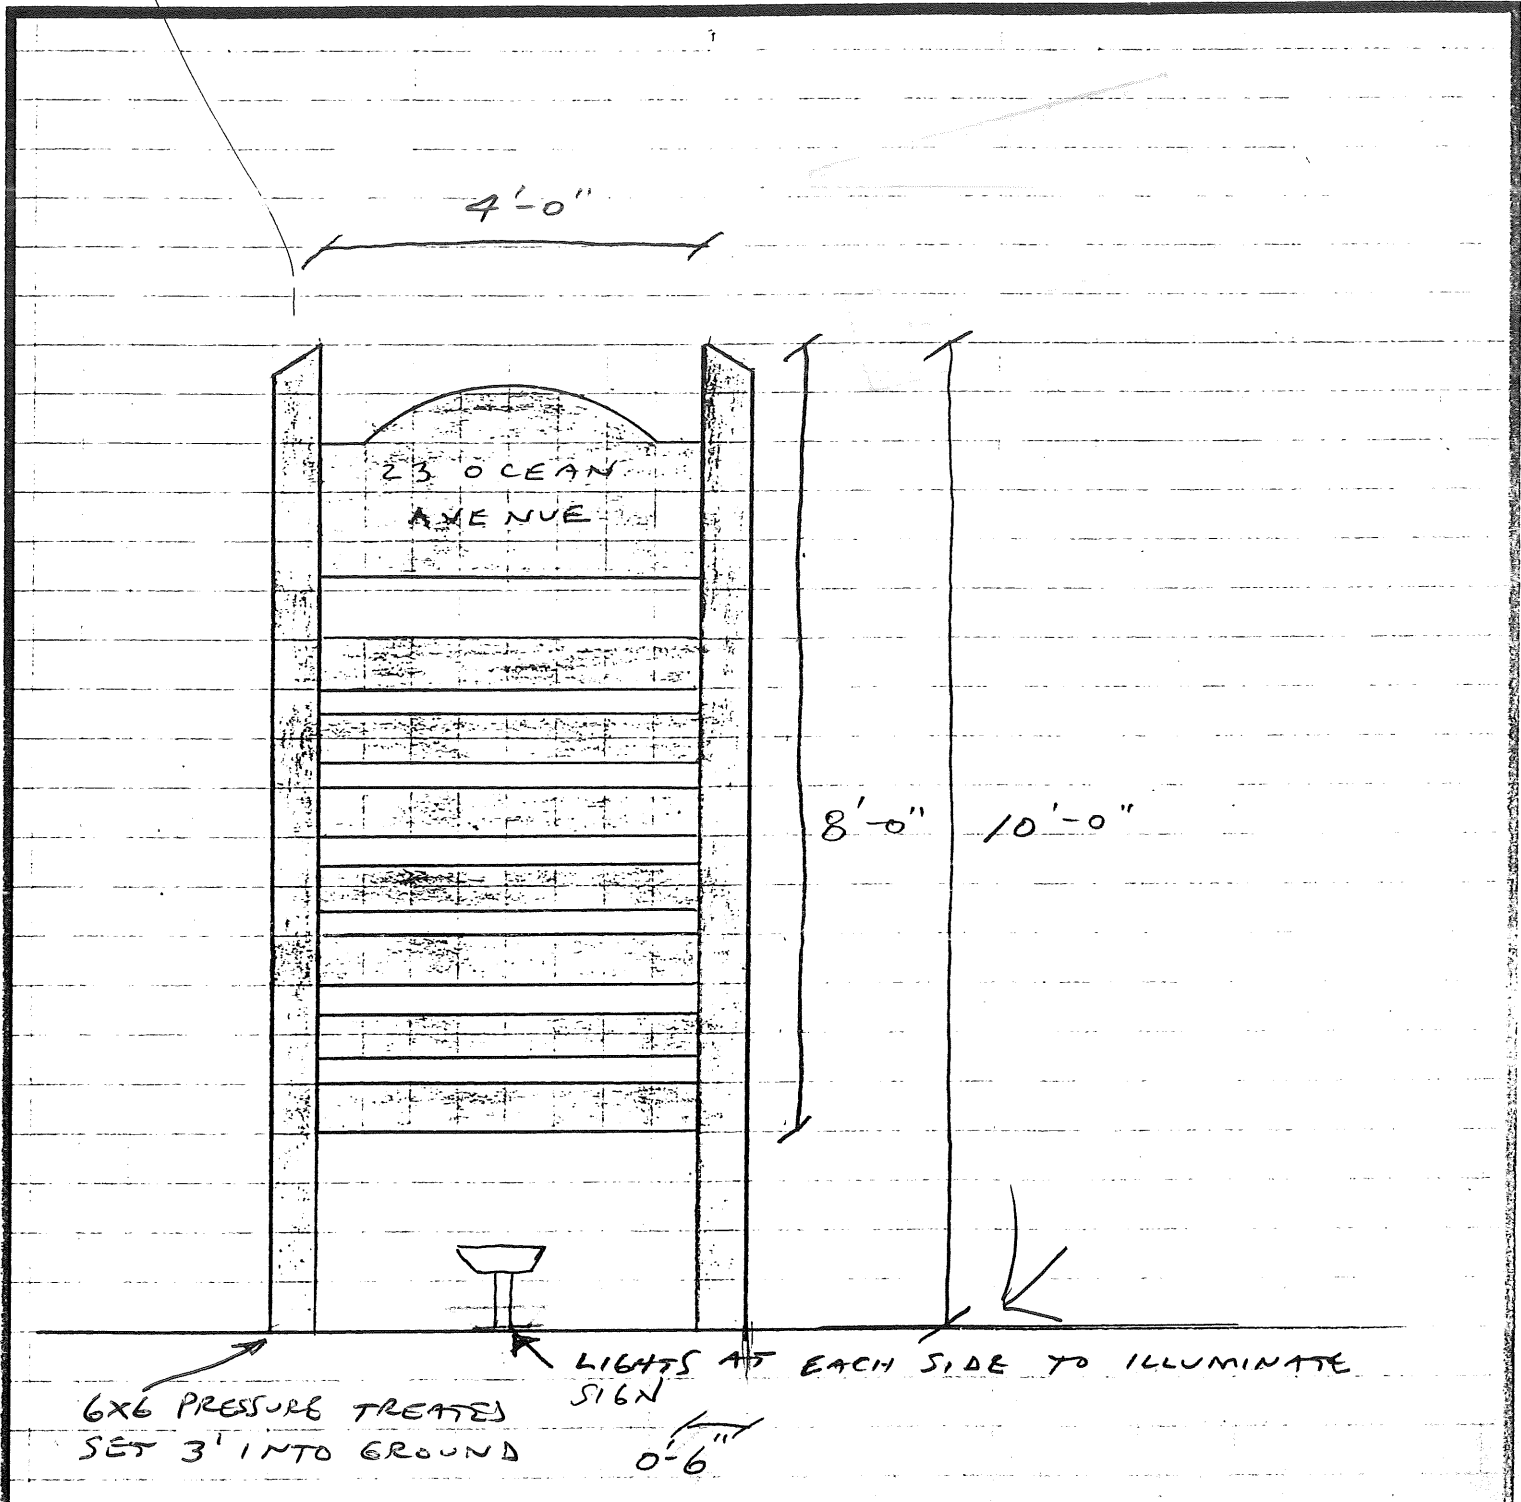 4'-0"
23 OCEAN
AVENUE
8'-0"
10'-0"
LIGHTS AT EACH SIDE TO ILLUMINATE
SIGN
6X6 PRESSURE TREATED
SET 3' INTO GROUND
0'-6"